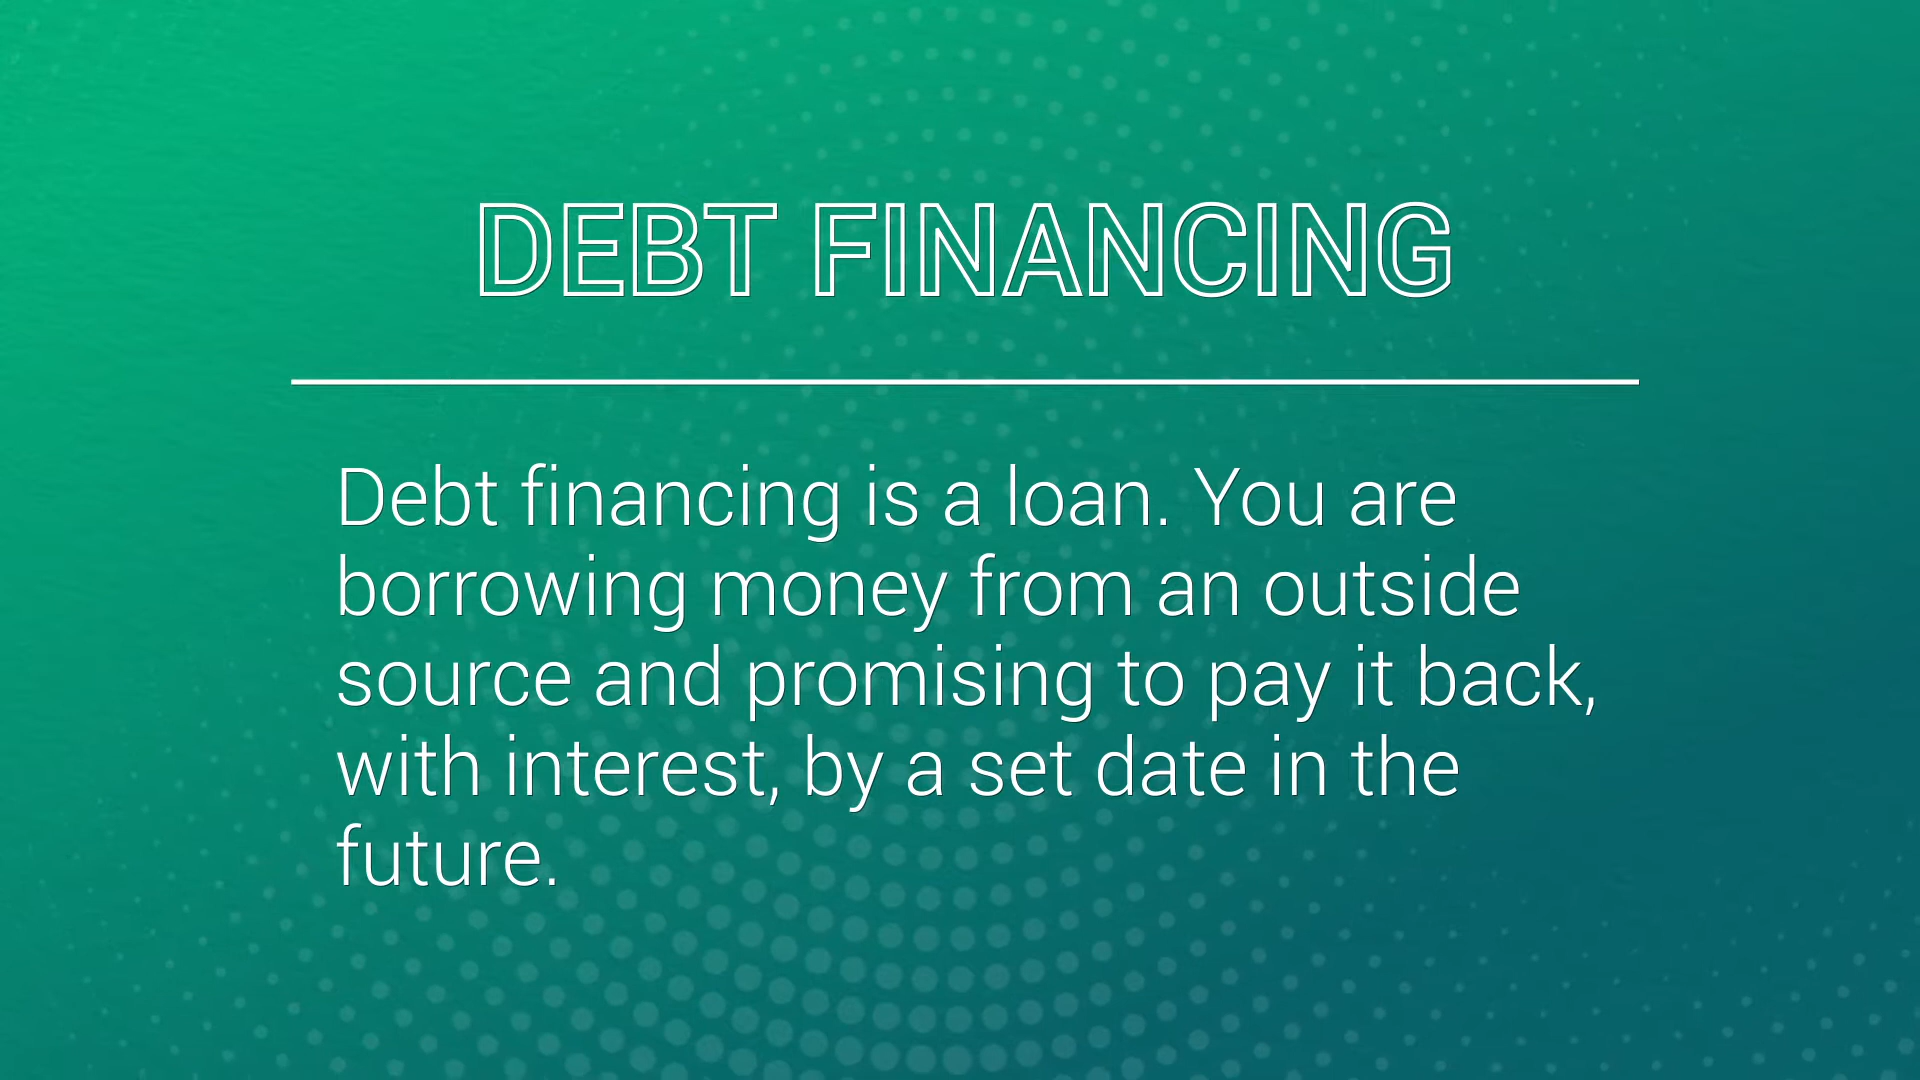 DEBT FINANCING
Debt financing is a loan. You are
borrowing money from an outside
source and promising to pay it back,
with interest, by a set date in the
future.